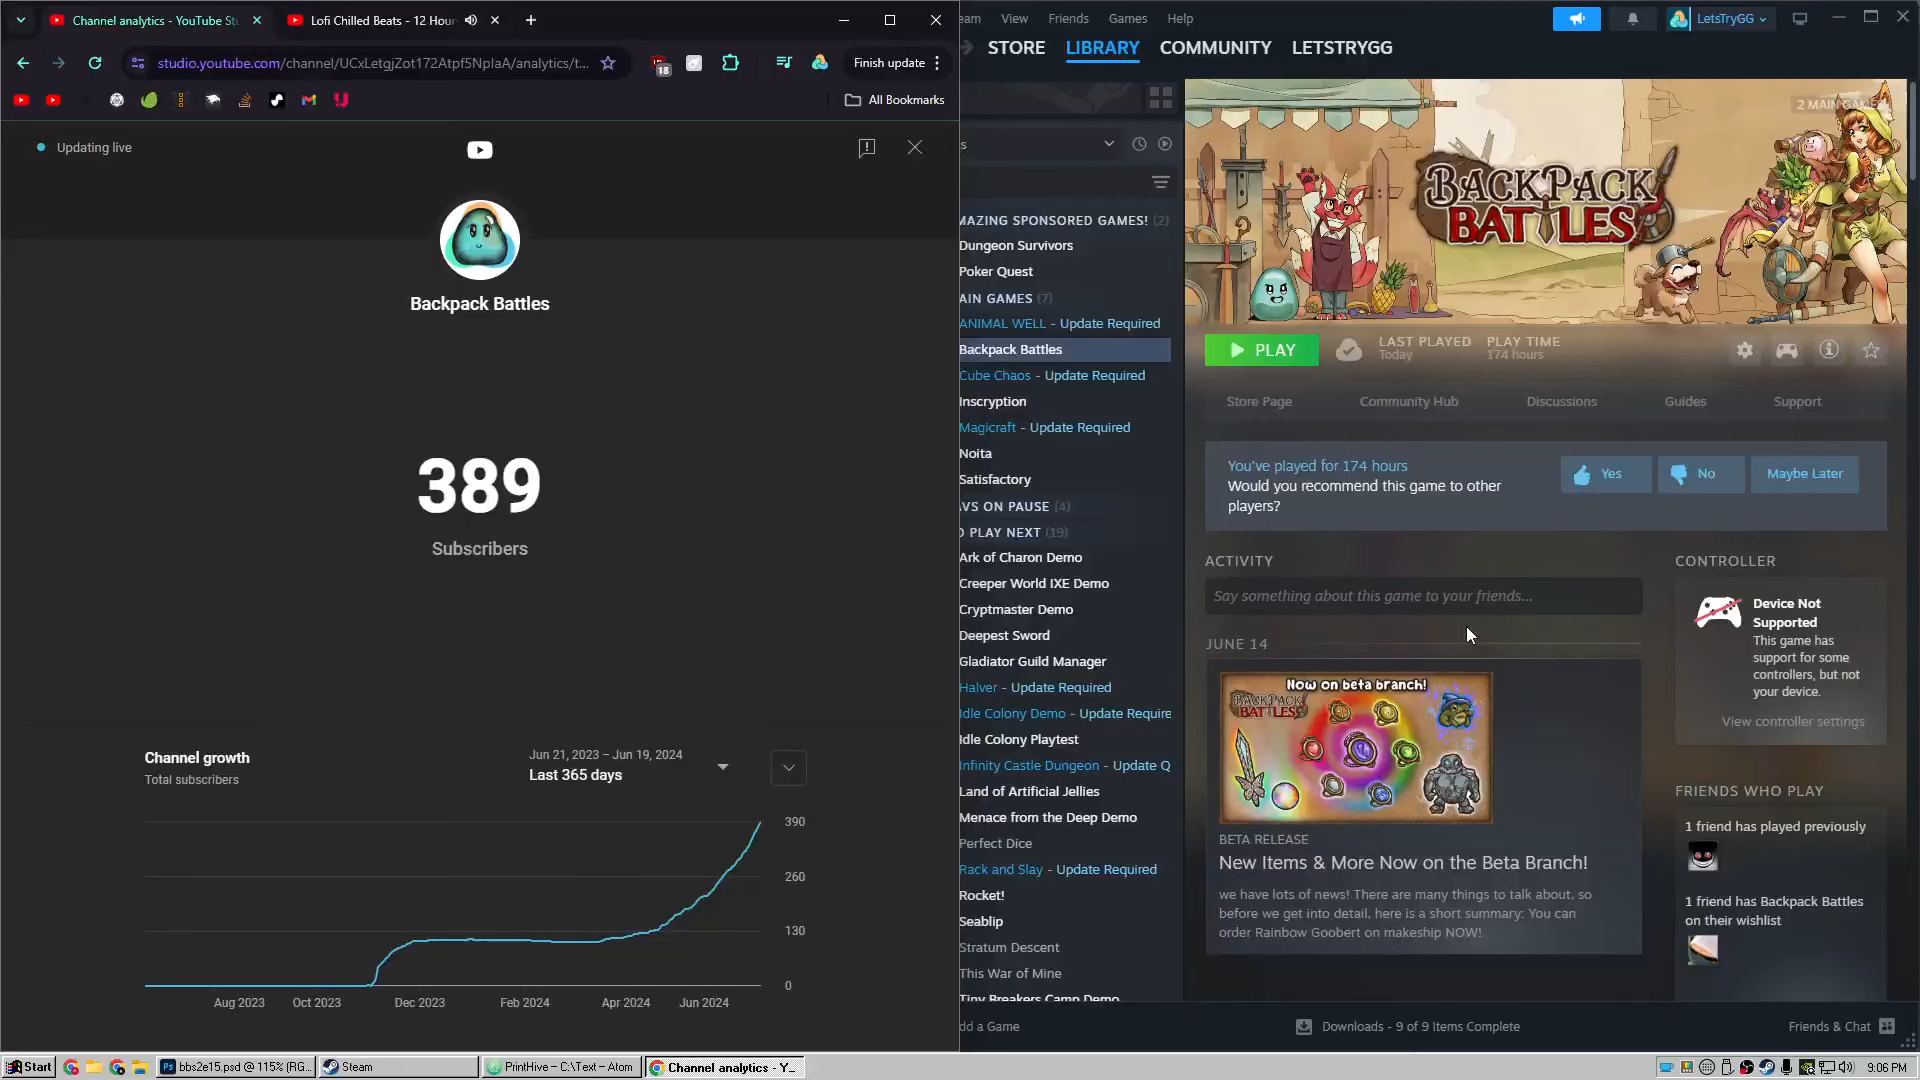 Channel analytics - YouTube St
Lofi Chilled Beats - 12 Hour
studio.youtube.com/channel/UCxLetgjZot172Atpf5NplaA/analytics/t...
18
Finish update
All Bookmarks
Updating live
Backpack Battles
389
Subscribers
Channel growth
Total subscribers
Jun 21, 2023 – Jun 19, 2024
Last 365 days
390
260
130
0
Aug 2023
Oct 2023
Dec 2023
Feb 2024
Apr 2024
Jun 2024
eam
View
Friends
Games
Help
LetsTryGG
STORE
LIBRARY
COMMUNITY
LETSTRYGG
s
MAZING SPONSORED GAMES! (2)
Dungeon Survivors
Poker Quest
AIN GAMES (7)
ANIMAL WELL - Update Required
Backpack Battles
Cube Chaos - Update Required
Inscryption
Magicraft - Update Required
Noita
Satisfactory
AVS ON PAUSE (4)
O PLAY NEXT (19)
Ark of Charon Demo
Creeper World IXE Demo
Cryptmaster Demo
Deepest Sword
Gladiator Guild Manager
Halver - Update Required
Idle Colony Demo - Update Require
Idle Colony Playtest
Infinity Castle Dungeon - Update Q
Land of Artificial Jellies
Menace from the Deep Demo
Perfect Dice
Rack and Slay - Update Required
Rocket!
Seablip
Stratum Descent
This War of Mine
Tiny Breakers Camp Demo
dd a Game
2 MAIN GAMES
BACKPACK
BATTLES
PLAY
LAST PLAYED
Today
PLAY TIME
174 hours
Store Page
Community Hub
Discussions
Guides
Support
You've played for 174 hours
Would you recommend this game to other
players?
Yes
No
Maybe Later
ACTIVITY
Say something about this game to your friends...
JUNE 14
Now on beta branch!
BACKPACK
BATTLES
BETA RELEASE
New Items & More Now on the Beta Branch!
we have lots of news! There are many things to talk about, so
before we get into detail, here is a short summary: You can
order Rainbow Goobert on makeship NOW!
CONTROLLER
Device Not
Supported
This game has
support for some
controllers, but not
your device.
View controller settings
FRIENDS WHO PLAY
1 friend has played previously
1 friend has Backpack Battles
on their wishlist
Downloads - 9 of 9 Items Complete
Friends & Chat
Start
bbs2e15.psd @ 115% (RG...
Steam
PrintHive – C:\Text – Atom
Channel analytics - Y...
9:06 PM